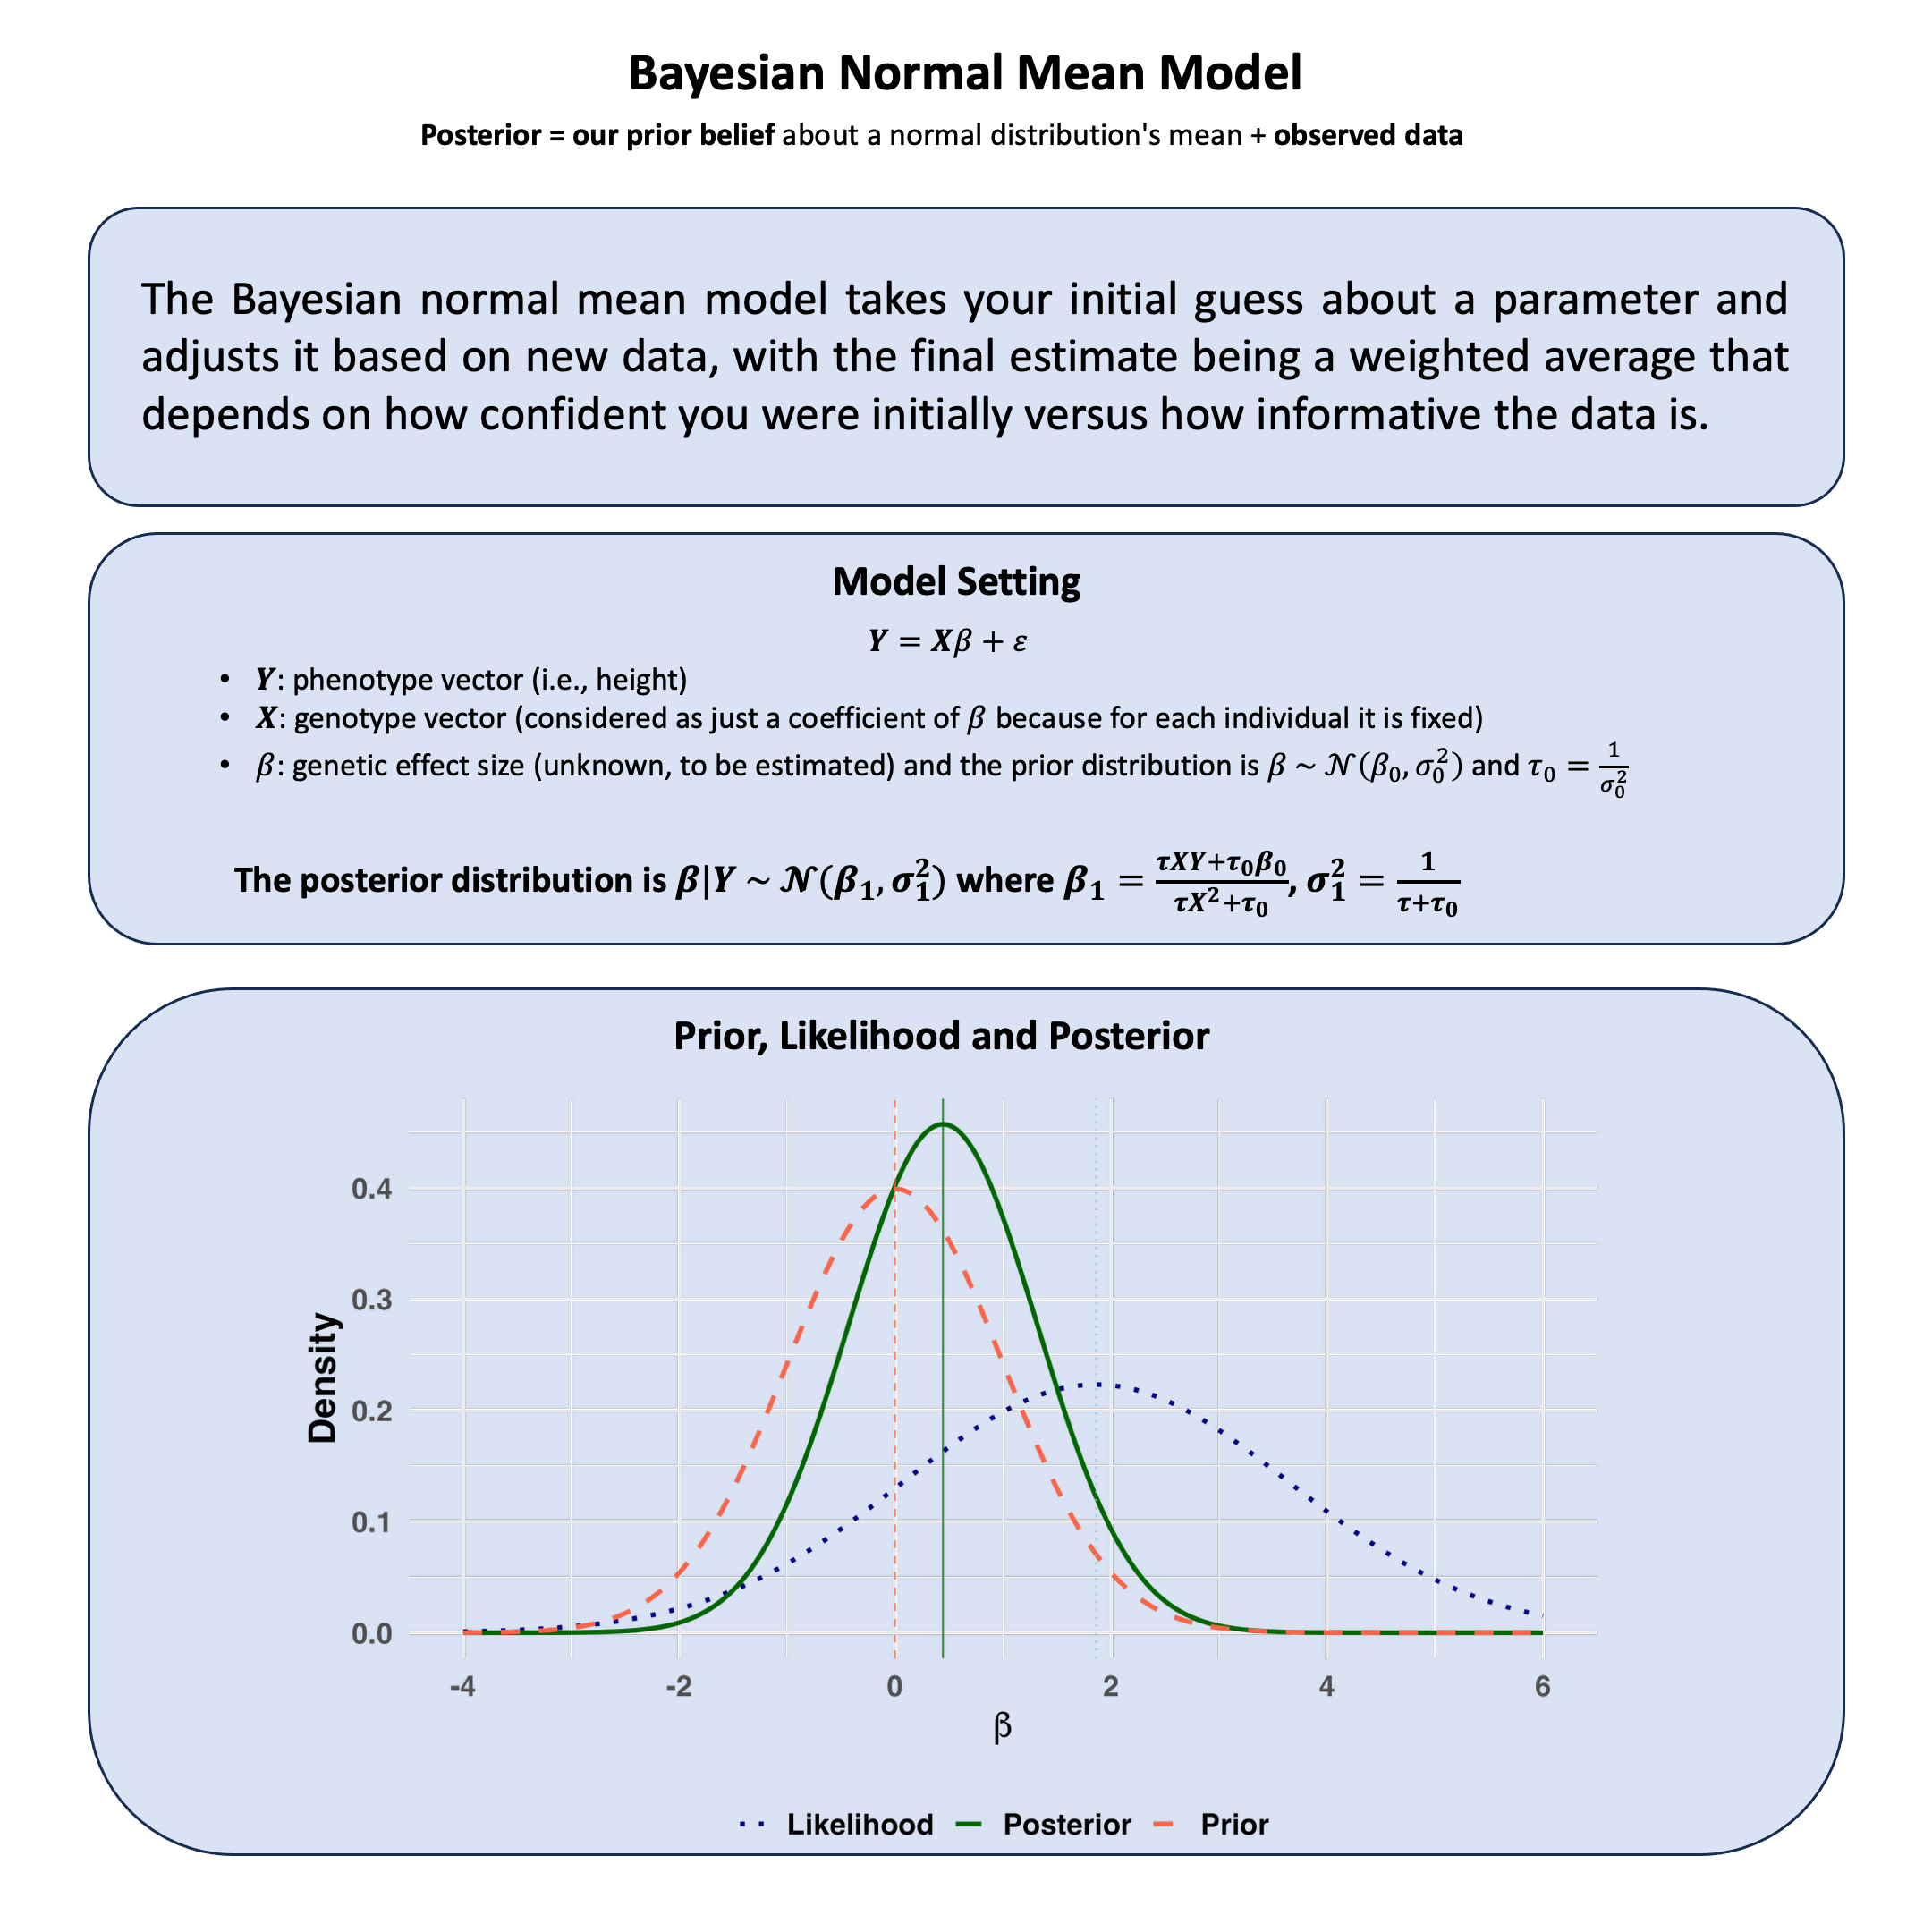 Bayesian Normal Mean Model
Posterior = our prior belief about a normal distribution's mean + observed data
The Bayesian normal mean model takes your initial guess about a parameter and
adjusts it based on new data, with the final estimate being a weighted average that
depends on how confident you were initially versus how informative the data is.
Model Setting
Y = Xβ + ε
• Y: phenotype vector (i.e., height)
• X: genotype vector (considered as just a coefficient of β because for each individual it is fixed)
• β: genetic effect size (unknown, to be estimated) and the prior distribution is β ~ 𝒩(β₀, σ₀²) and τ₀ = 1/σ₀²
The posterior distribution is β|Y ~ 𝒩(β₁, σ₁²) where β₁ = (τXY+τ₀β₀)/(τX²+τ₀), σ₁² = 1/(τ+τ₀)
Prior, Likelihood and Posterior
0.4
0.3
0.2
0.1
0.0
Density
-4 -2 0 2 4 6
β
Likelihood Posterior Prior